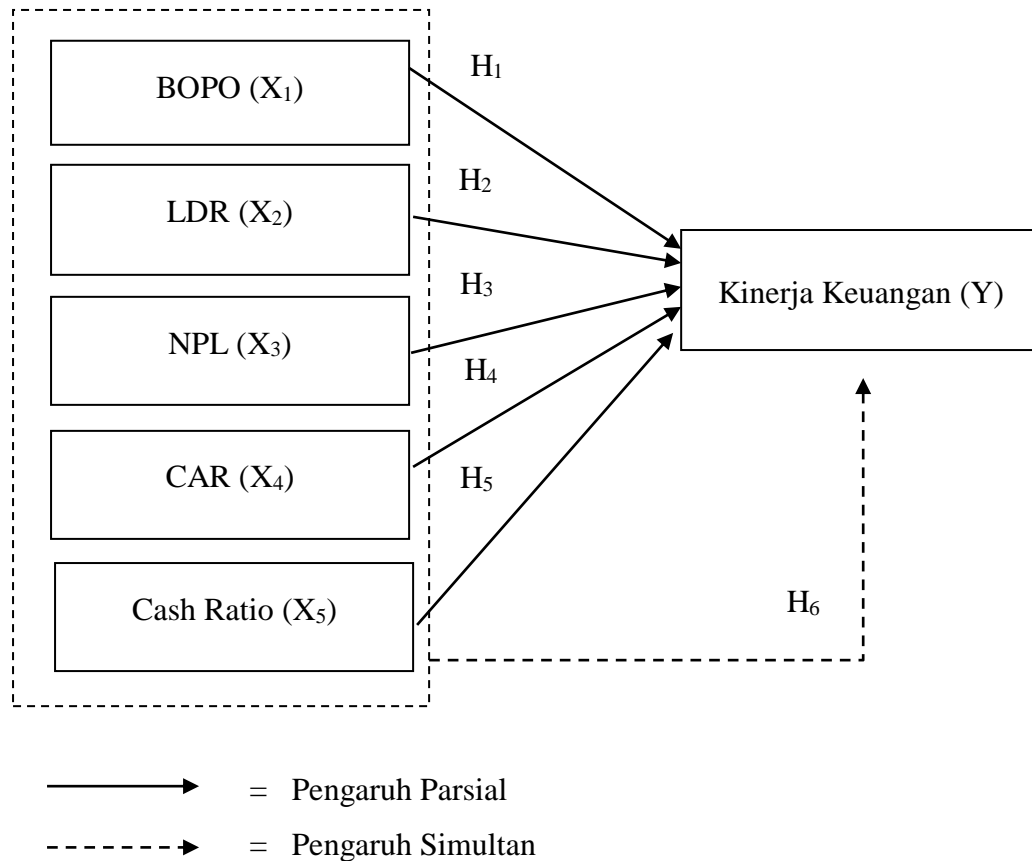 BOPO (X₁)
H₁
LDR (X₂)
H₂
Kinerja Keuangan (Y)
NPL (X₃)
H₃
CAR (X₄)
H₄
Cash Ratio (X₅)
H₅
H₆
= Pengaruh Parsial
= Pengaruh Simultan